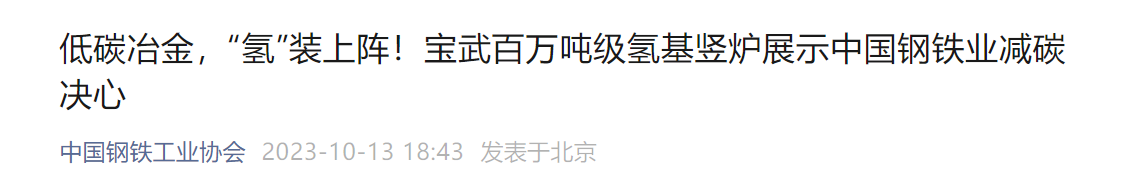 低碳冶金，“氢”装上阵！宝武百万吨级氢基竖炉展示中国钢铁业减碳
决心
中国钢铁工业协会 2023-10-13 18:43 发表于北京